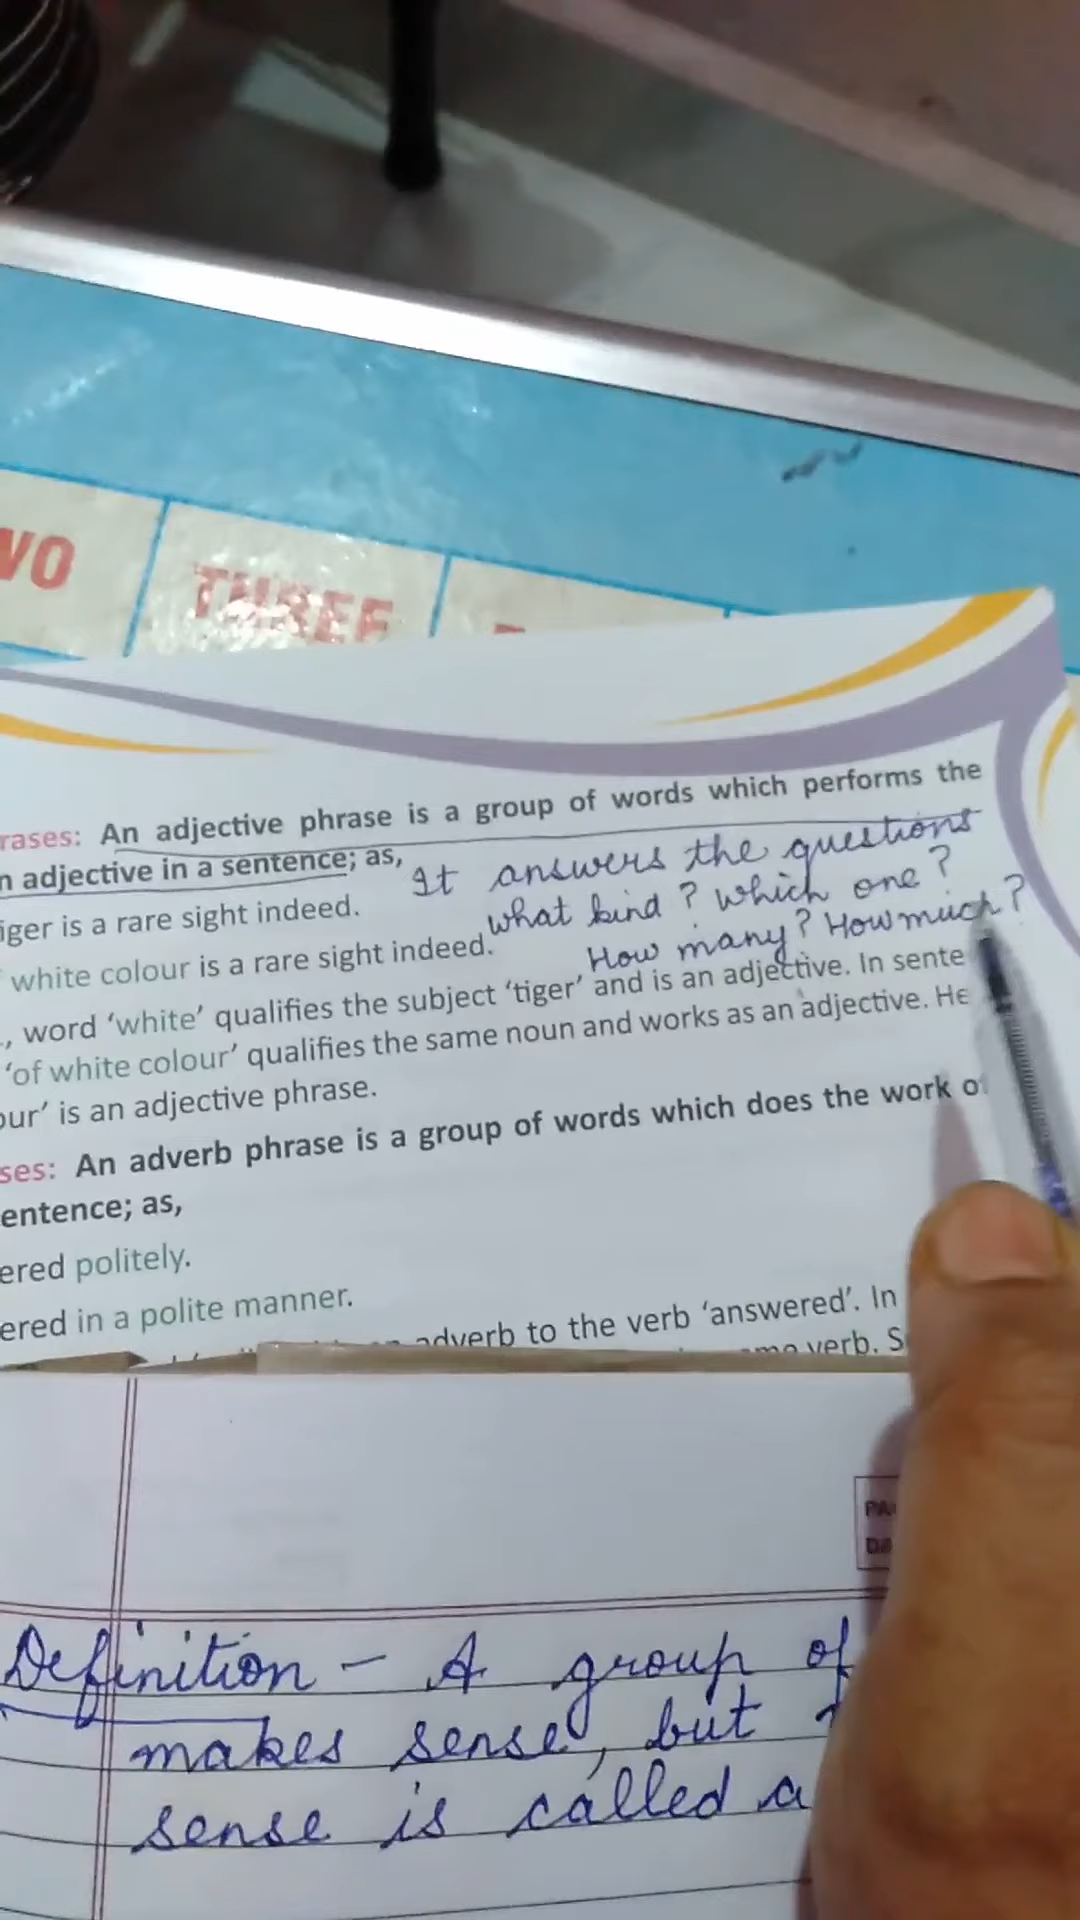 WO
THREE
rases: An adjective phrase is a group of words which performs the
n adjective in a sentence; as,
It answers the questions
iger is a rare sight indeed.
what kind? Which one?
white colour is a rare sight indeed.
How many? How much?
, word ‘white’ qualifies the subject ‘tiger’ and is an adjective. In sente
‘of white colour’ qualifies the same noun and works as an adjective. He
our’ is an adjective phrase.
ses: An adverb phrase is a group of words which does the work of
entence; as,
ered politely.
ered in a polite manner.
adverb to the verb ‘answered’. In
verb. S
PA
DA
Definition – A group of
makes sense, but
sense is called a